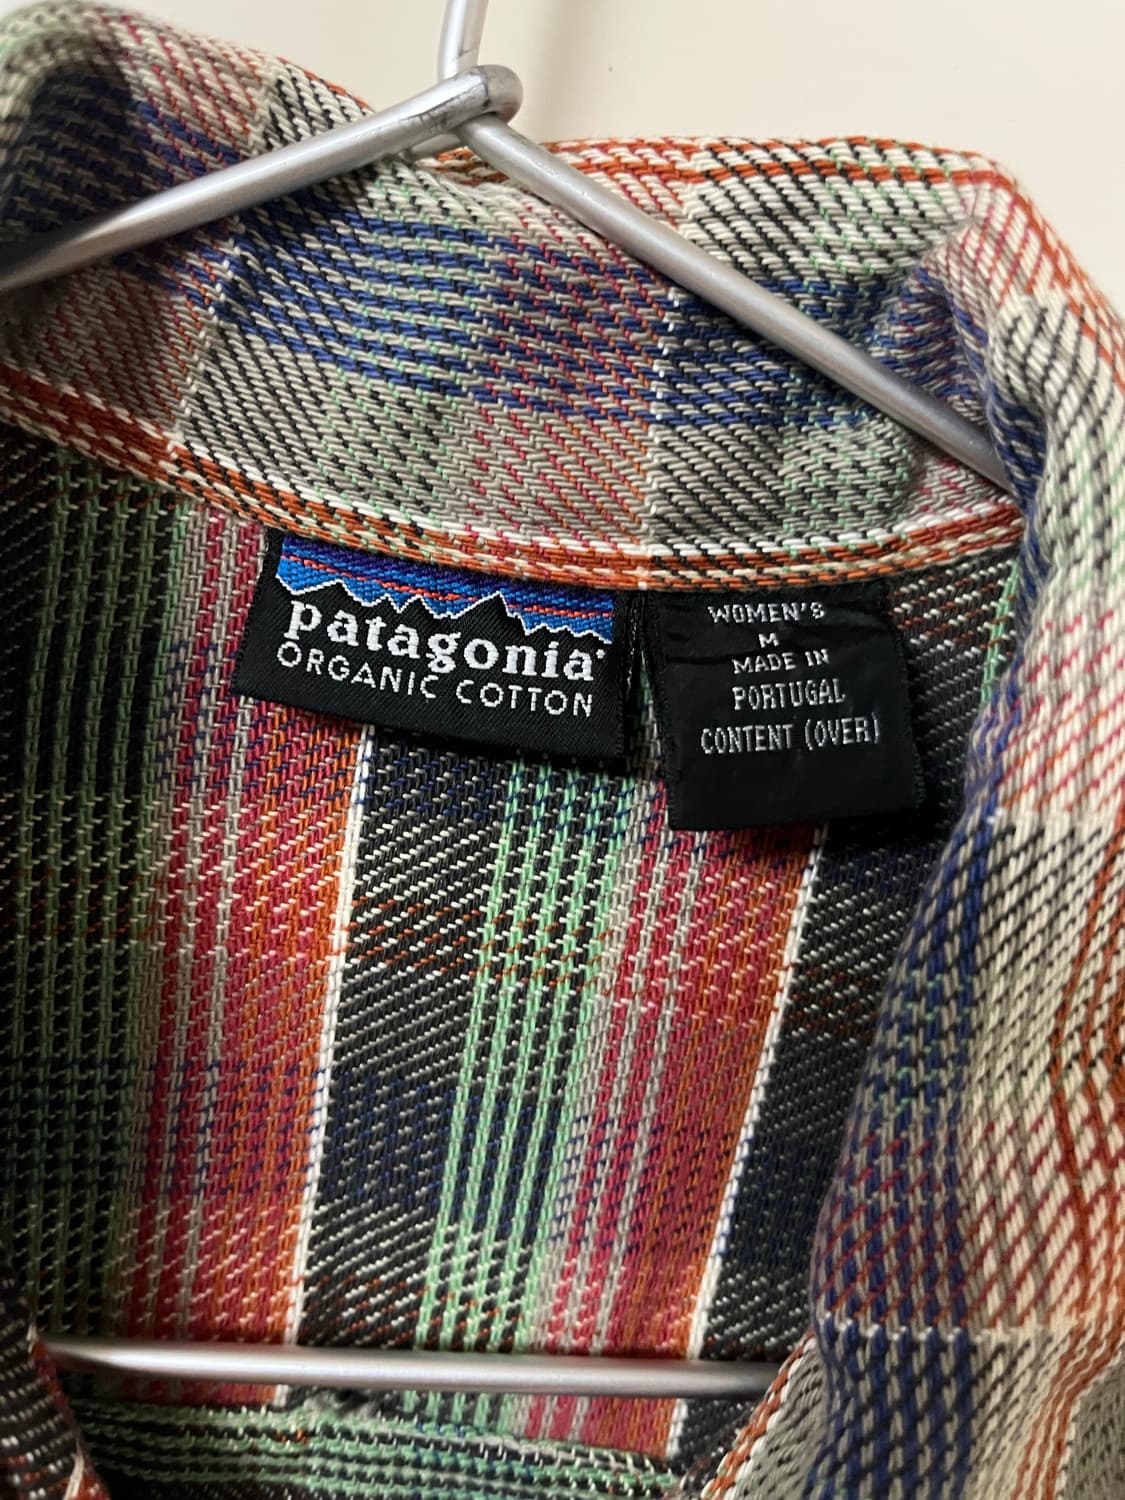 patagonia
ORGANIC COTTON
WOMEN'S
M
MADE IN
PORTUGAL
CONTENT (OVER)